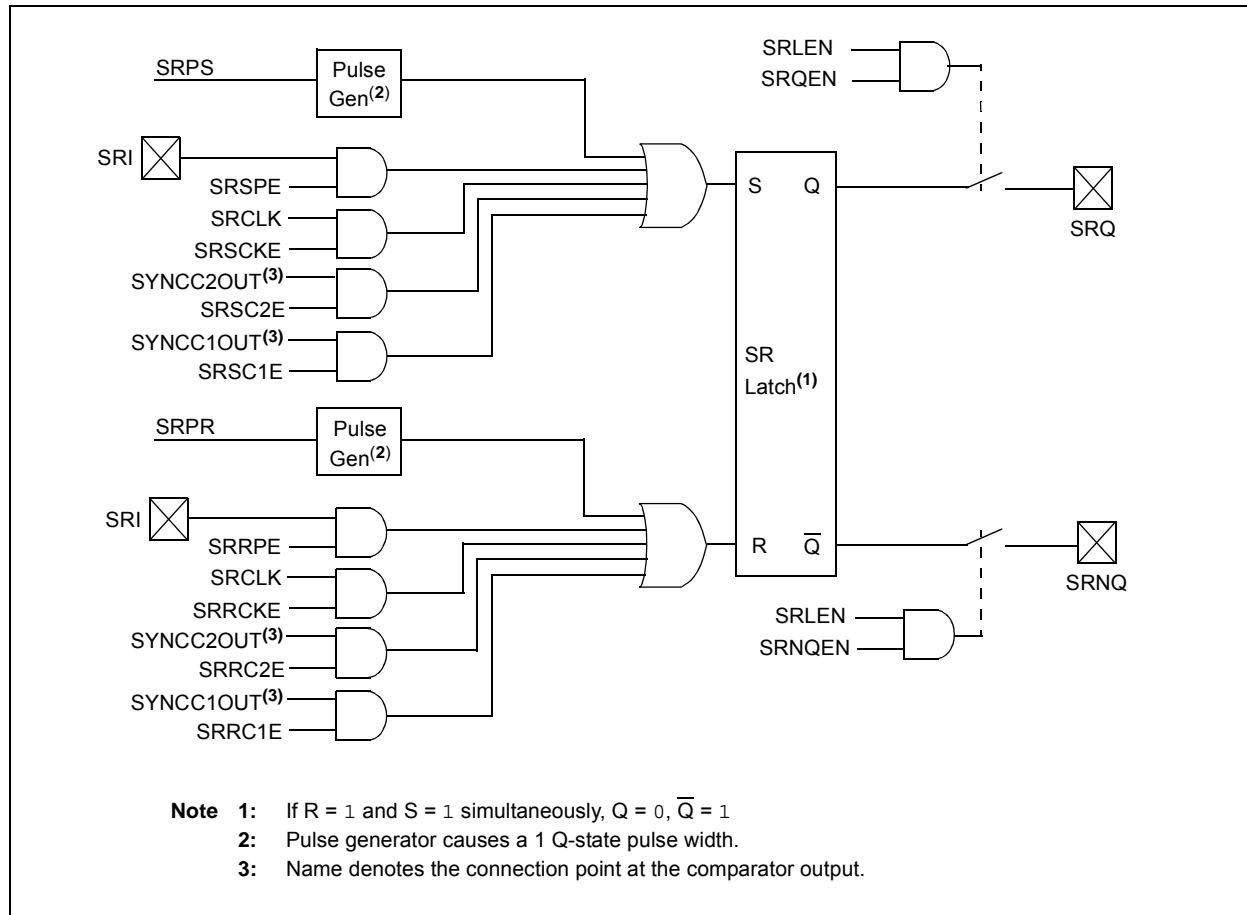 SRPS
Pulse
Gen(2)
SRLEN
SRQEN
SRI
SRSPE
SRCLK
SRSCKE
SYNCC2OUT(3)
SRSC2E
SYNCC1OUT(3)
SRSC1E
S Q
SRQ
SR
Latch(1)
SRPR
Pulse
Gen(2)
SRI
SRRPE
SRCLK
SRRCKE
SYNCC2OUT(3)
SRRC2E
SYNCC1OUT(3)
SRRC1E
R Q̅
SRNQ
SRLEN
SRNQEN
Note 1: If R = 1 and S = 1 simultaneously, Q = 0, Q̅ = 1
2: Pulse generator causes a 1 Q-state pulse width.
3: Name denotes the connection point at the comparator output.